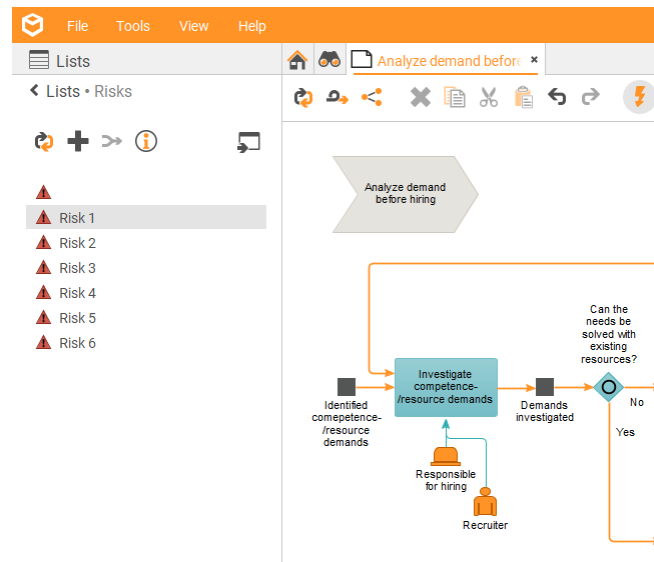 File Tools View Help
Lists
Lists • Risks
Risk 1
Risk 2
Risk 3
Risk 4
Risk 5
Risk 6
Analyze demand before
Analyze demand
before hiring
Can the
needs be
solved with
existing
resources?
Investigate
competence-
/resource demands
Identified
competence-
/resource
demands
Demands
investigated
No
Yes
Responsible
for hiring
Recruiter